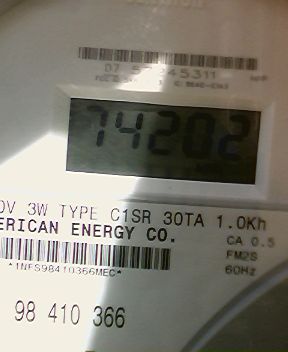 74202
0V 3W TYPE C1SR 30TA 1.0Kh
ERICAN ENERGY CO.
CA 0.5
FM2S
*1NFS98410366MEC*
60Hz
98 410 366